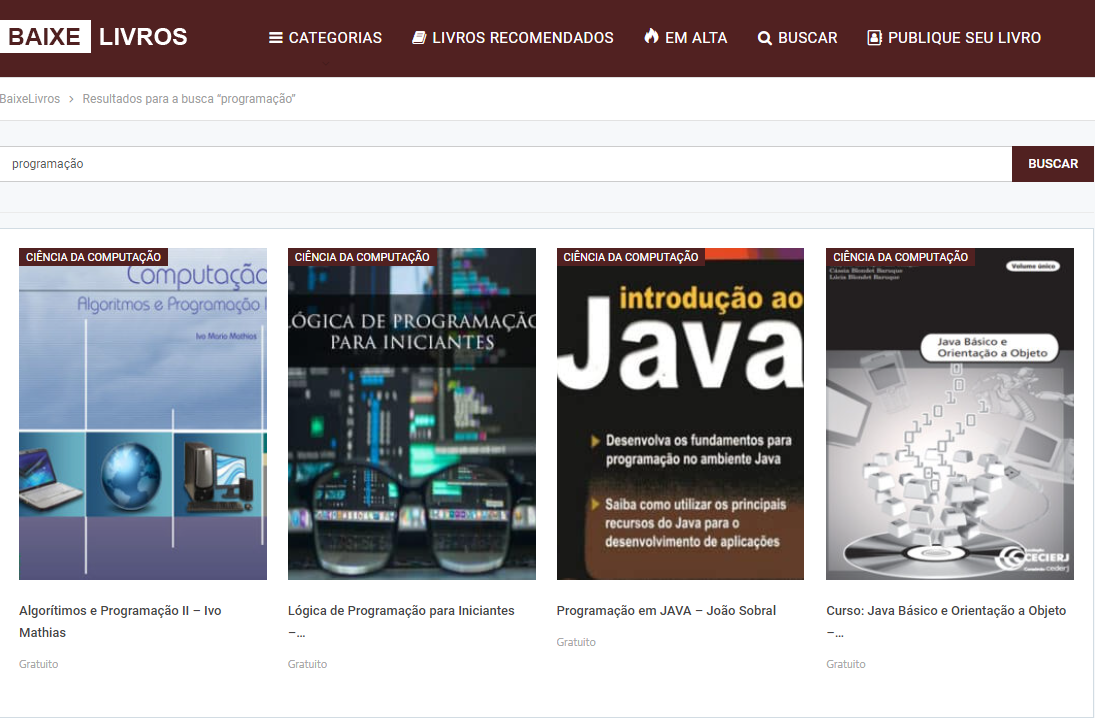 BAIXE LIVROS
CATEGORIAS
LIVROS RECOMENDADOS
EM ALTA
BUSCAR
PUBLIQUE SEU LIVRO
BaixeLivros > Resultados para a busca “programação”
programação
BUSCAR
CIÊNCIA DA COMPUTAÇÃO
Computação
Algoritmos e Programação I
Ivo Mario Mathias
CIÊNCIA DA COMPUTAÇÃO
LÓGICA DE PROGRAMAÇÃO
PARA INICIANTES
CIÊNCIA DA COMPUTAÇÃO
introdução ao
Java
Desenvolva os fundamentos para
programação no ambiente Java
Saiba como utilizar os principais
recursos do Java para o
desenvolvimento de aplicações
CIÊNCIA DA COMPUTAÇÃO
Cássia Blondet Baruque
Lúcia Blondet Baruque
Volume único
Java Básico e
Orientação a Objeto
Fundação
CECIERJ
Consórcio cederj
Algorítimos e Programação II – Ivo
Mathias
Gratuito
Lógica de Programação para Iniciantes
–...
Gratuito
Programação em JAVA – João Sobral
Gratuito
Curso: Java Básico e Orientação a Objeto
–...
Gratuito